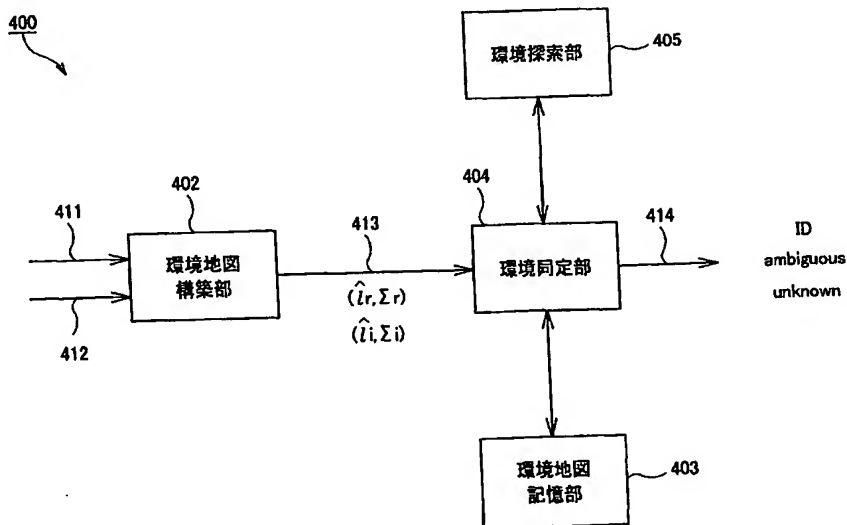 400
環境探索部
405
402
404
411
413
414
環境地図
構築部
環境同定部
ID
ambiguous
unknown
412
(l̂r,Σr)
(l̂i,Σi)
環境地図
記憶部
403